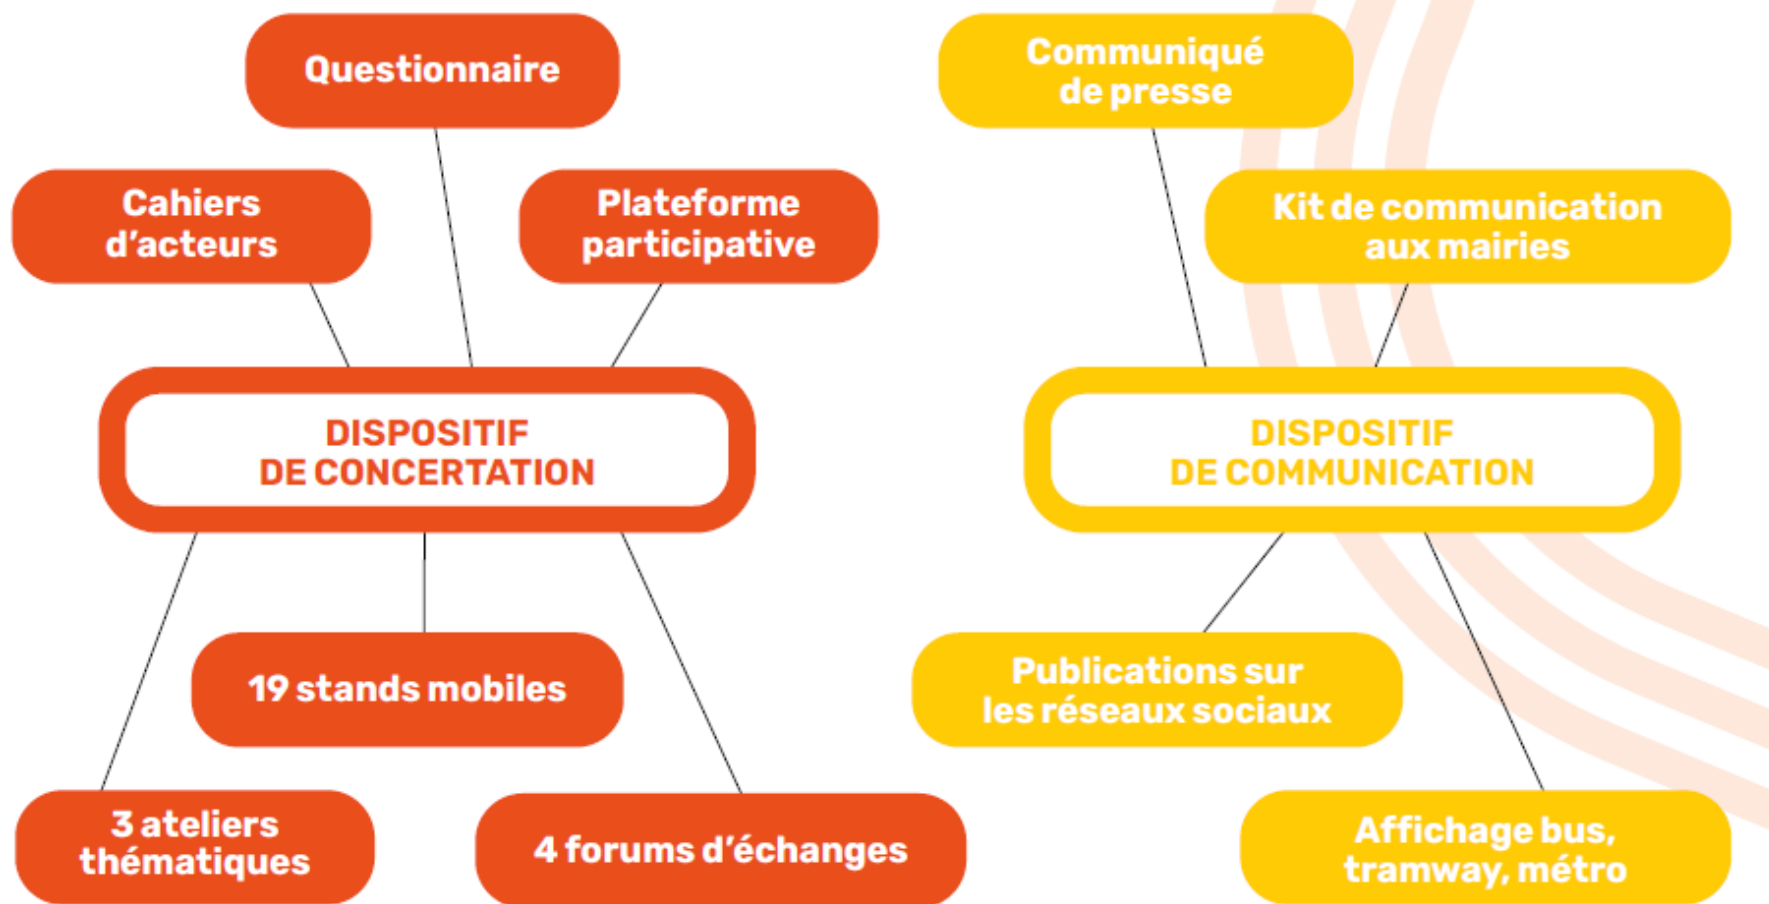 Questionnaire
Cahiers
d’acteurs
Plateforme
participative
DISPOSITIF
DE CONCERTATION
19 stands mobiles
3 ateliers
thématiques
4 forums d’échanges
Communiqué
de presse
Kit de communication
aux mairies
DISPOSITIF
DE COMMUNICATION
Publications sur
les réseaux sociaux
Affichage bus,
tramway, métro